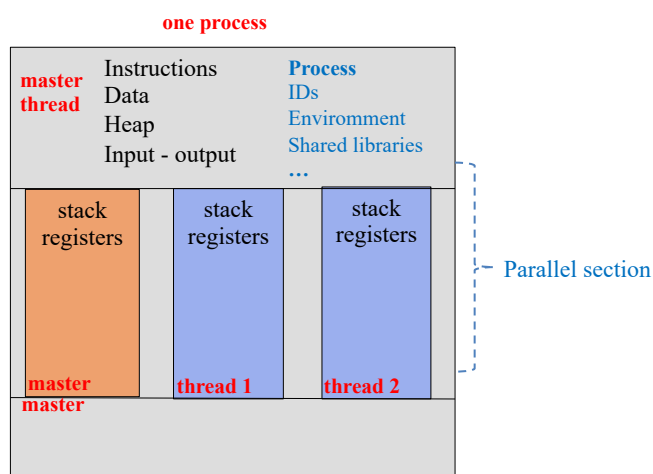 one process
master
thread
Instructions
Data
Heap
Input - output
Process
IDs
Enviromment
Shared libraries
...
stack
registers
stack
registers
stack
registers
Parallel section
master
thread 1
thread 2
master